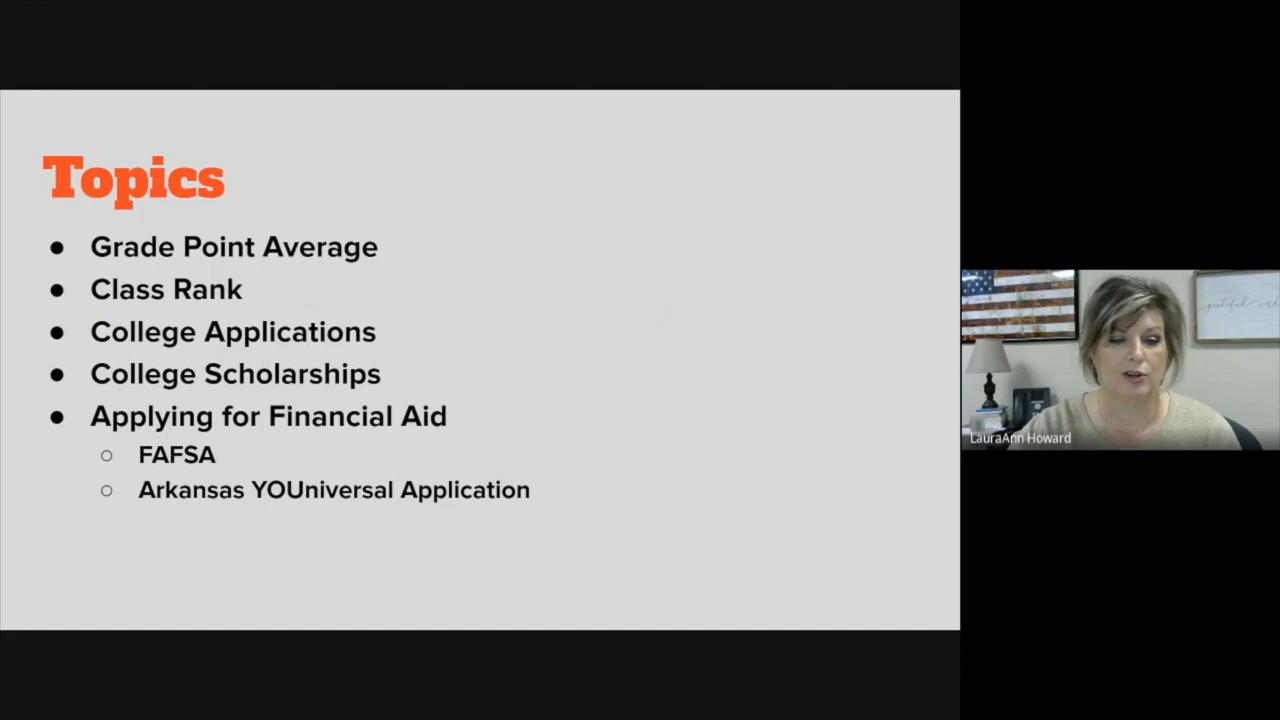 Topics
● Grade Point Average
● Class Rank
● College Applications
● College Scholarships
● Applying for Financial Aid
○ FAFSA
○ Arkansas YOUniversal Application
grateful
LauraAnn Howard